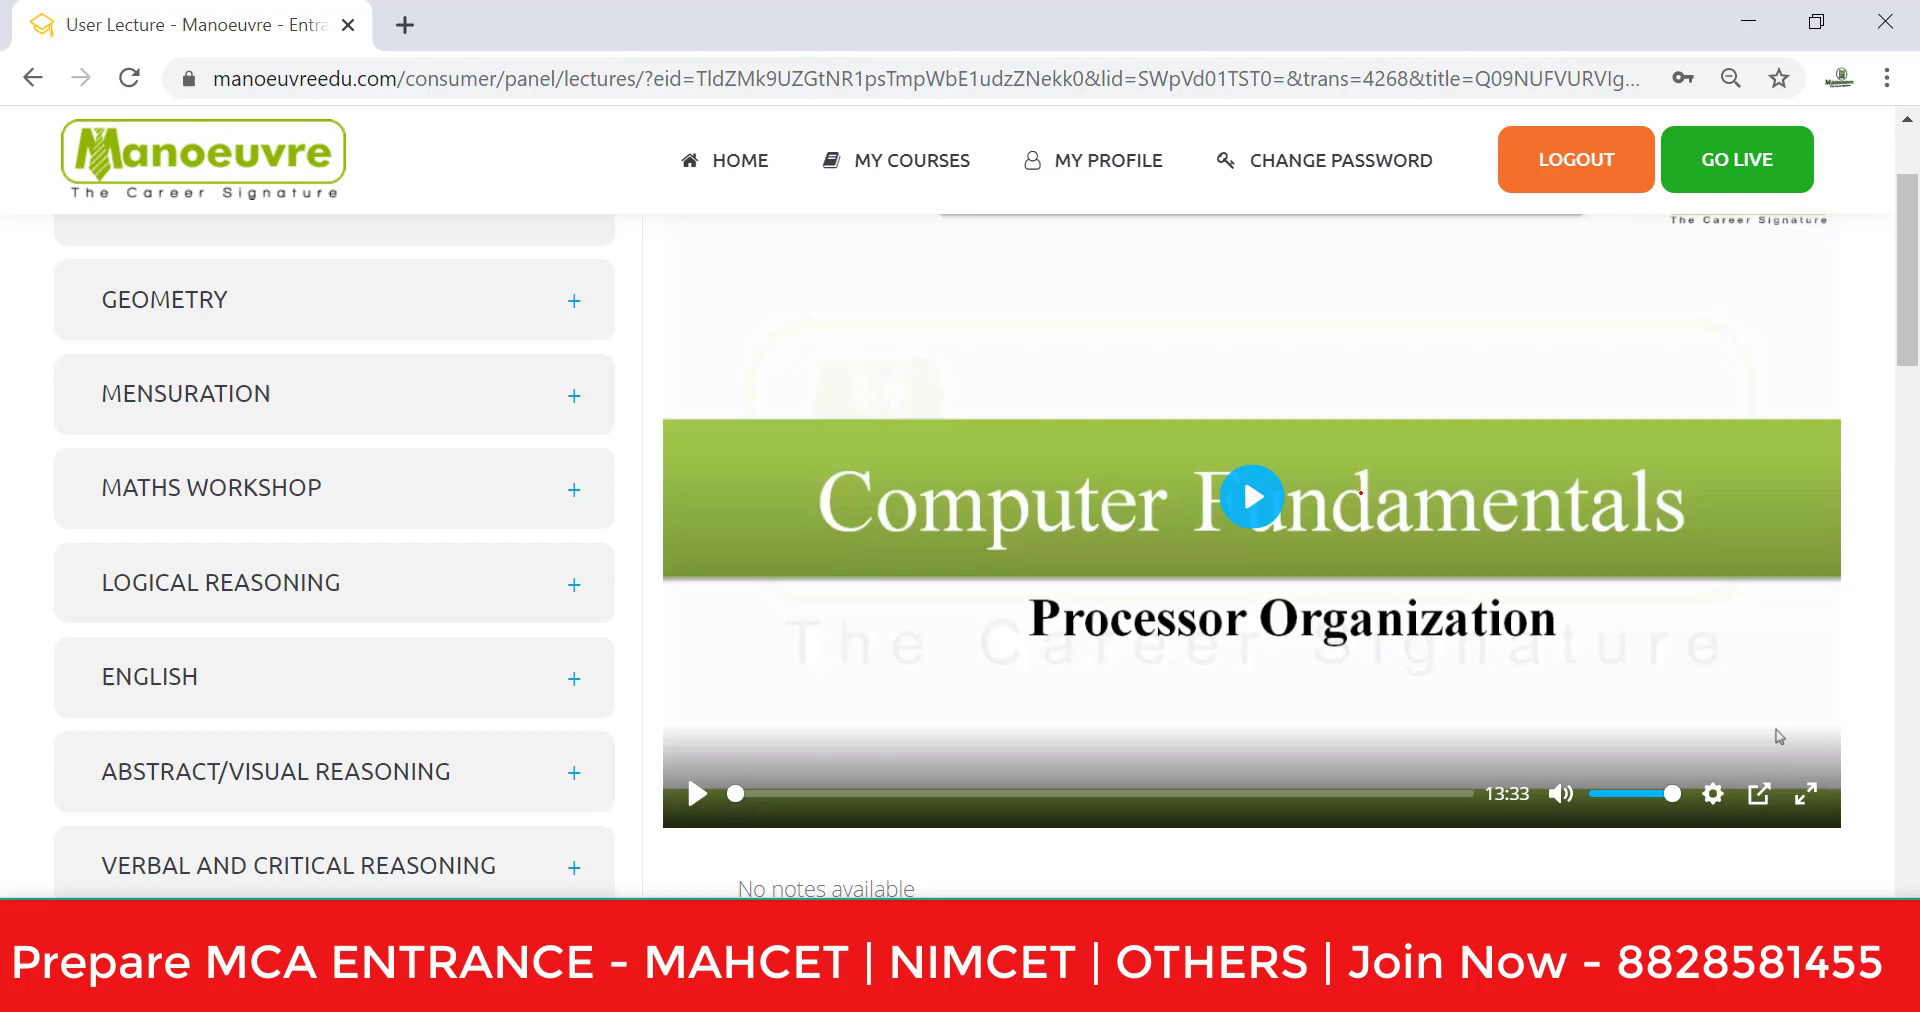 User Lecture - Manoeuvre - Entra
manoeuvreedu.com/consumer/panel/lectures/?eid=TldZMk9UZGtNR1psTmpWbE1udzZNekk0&lid=SWpVd01TST0=&trans=4268&title=Q09NUFVURVIg...
Manoeuvre
The Career Signature
HOME
MY COURSES
MY PROFILE
CHANGE PASSWORD
LOGOUT
GO LIVE
The Career Signature
GEOMETRY +
MENSURATION +
MATHS WORKSHOP +
LOGICAL REASONING +
ENGLISH +
ABSTRACT/VISUAL REASONING +
VERBAL AND CRITICAL REASONING +
Computer Fundamentals
Processor Organization
The Career Signature
13:33
No notes available
Prepare MCA ENTRANCE - MAHCET | NIMCET | OTHERS | Join Now - 8828581455